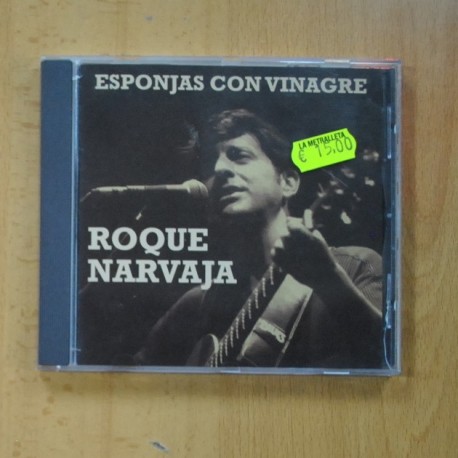 ESPONJAS CON VINAGRE
LA METRALLETA
€ 15.00
ROQUE
NARVAJA